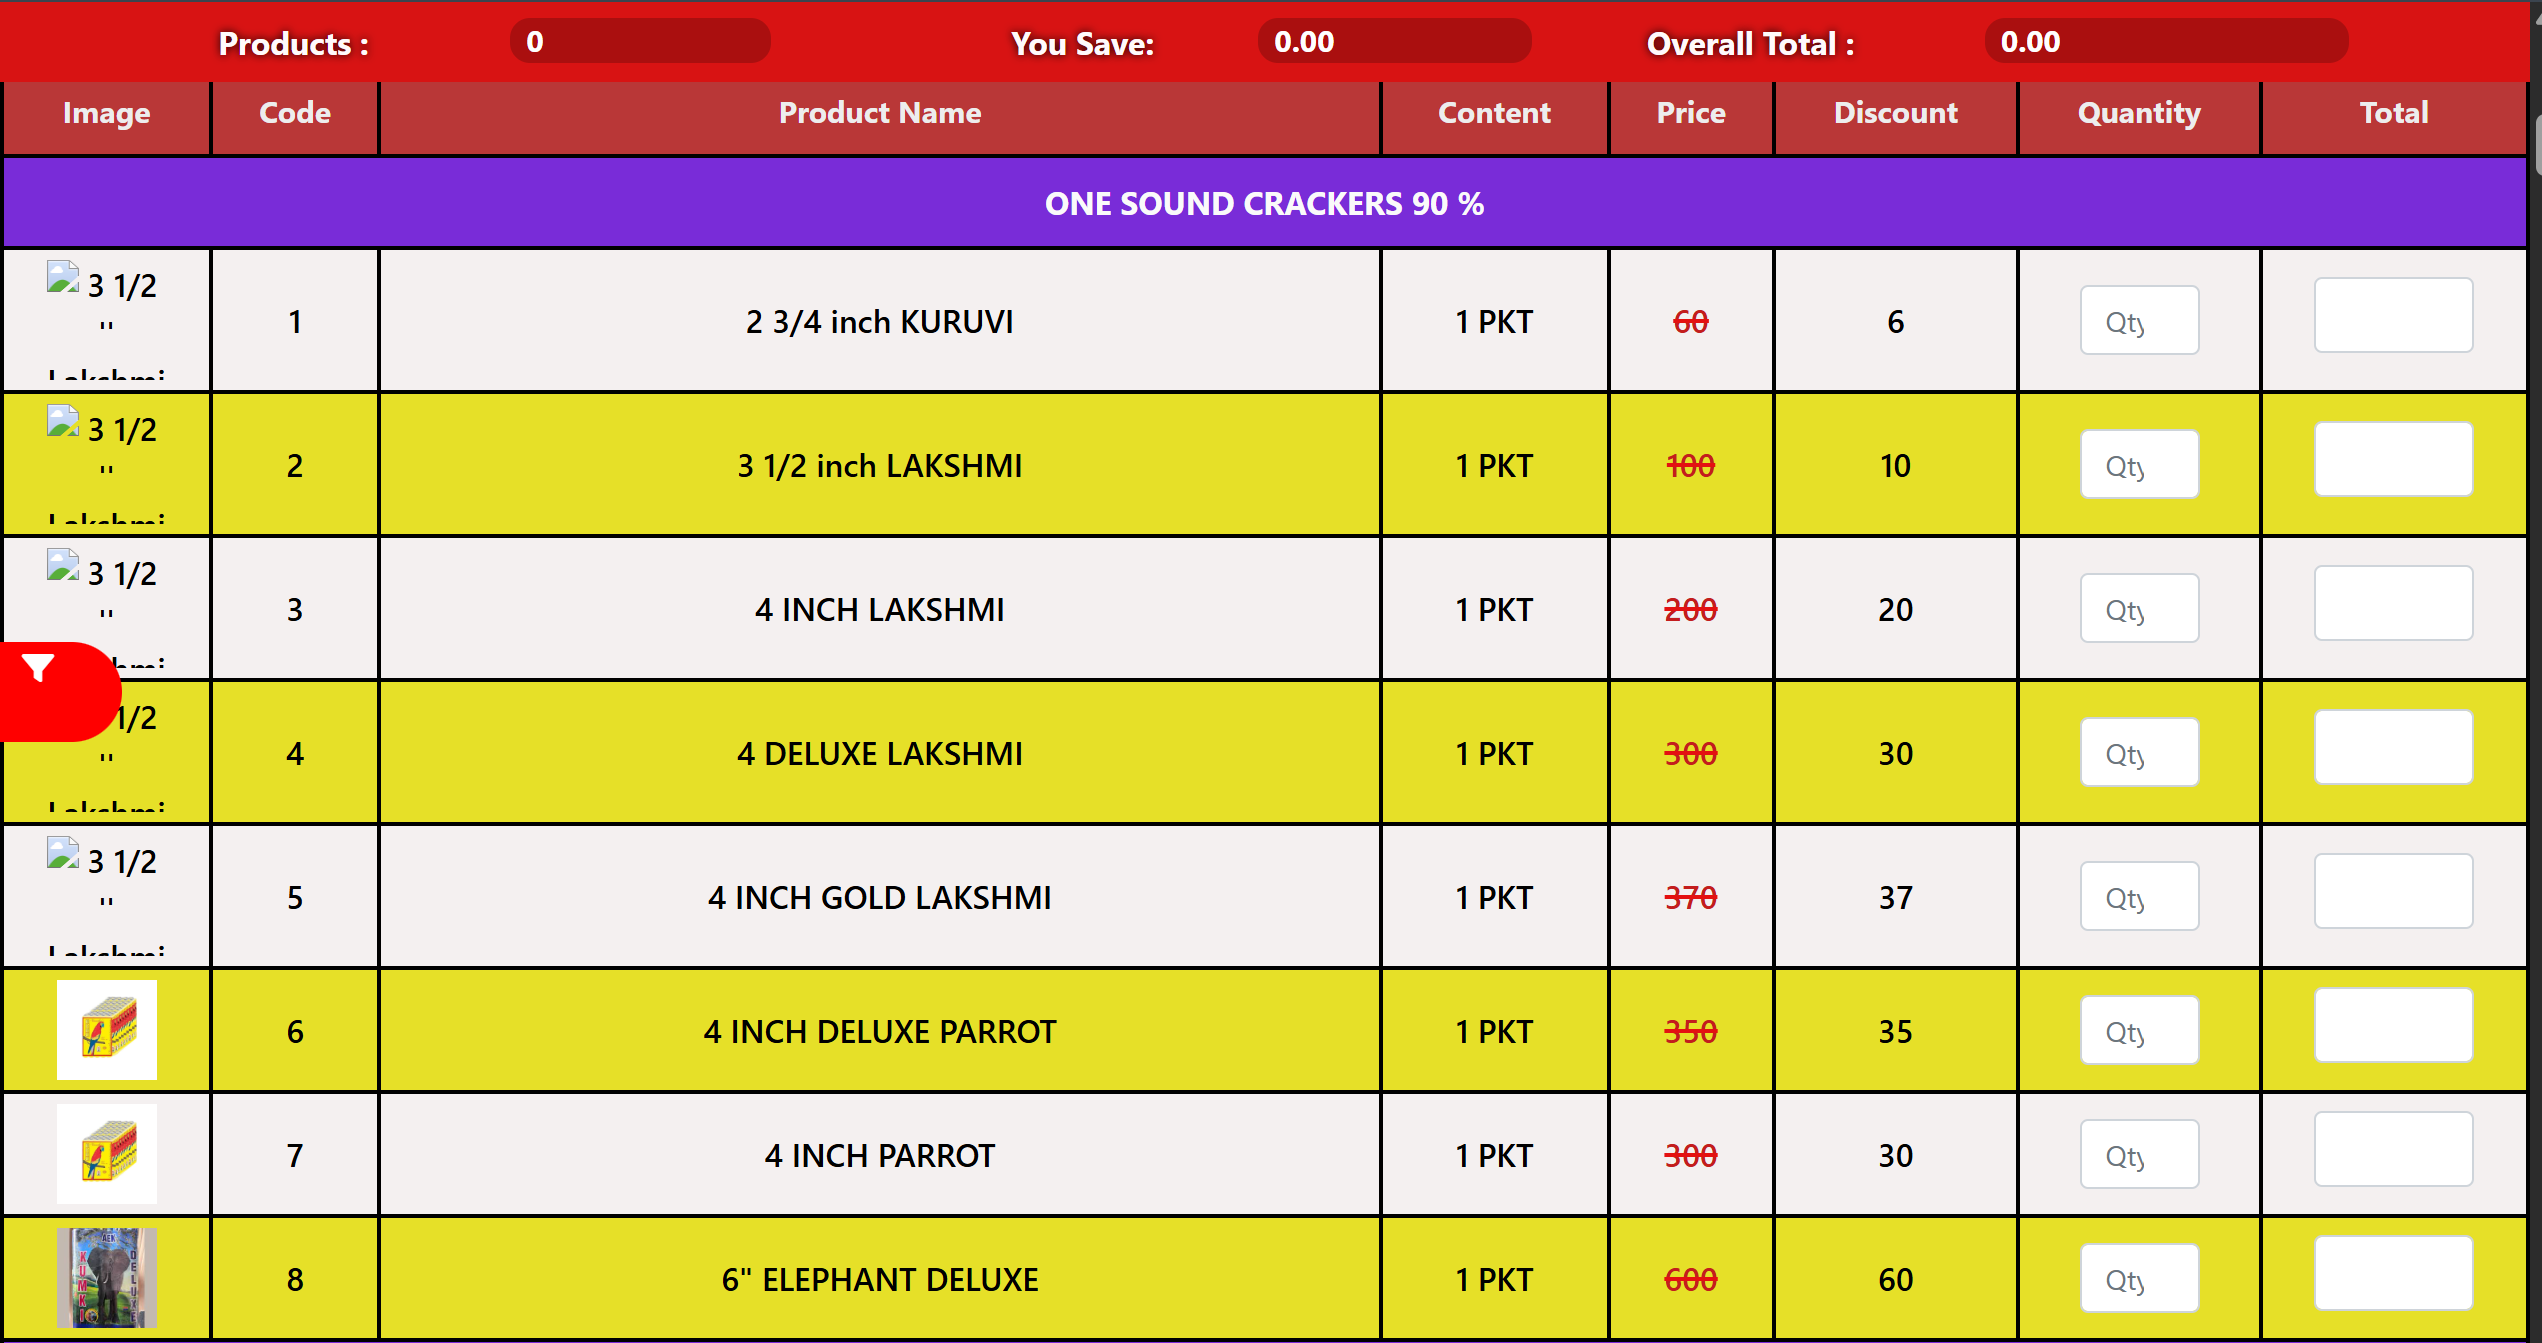 Products : 0 You Save: 0.00 Overall Total : 0.00
Image Code Product Name Content Price Discount Quantity Total
ONE SOUND CRACKERS 90 %
3 1/2 " Lakshmi 1 2 3/4 inch KURUVI 1 PKT 60 6 Qty
3 1/2 " Lakshmi 2 3 1/2 inch LAKSHMI 1 PKT 100 10 Qty
3 1/2 " 3 4 INCH LAKSHMI 1 PKT 200 20 Qty
1/2 " Lakshmi 4 4 DELUXE LAKSHMI 1 PKT 300 30 Qty
3 1/2 " Lakshmi 5 4 INCH GOLD LAKSHMI 1 PKT 370 37 Qty
6 4 INCH DELUXE PARROT 1 PKT 350 35 Qty
7 4 INCH PARROT 1 PKT 300 30 Qty
AEK KUMKI DELUXE 8 6" ELEPHANT DELUXE 1 PKT 600 60 Qty